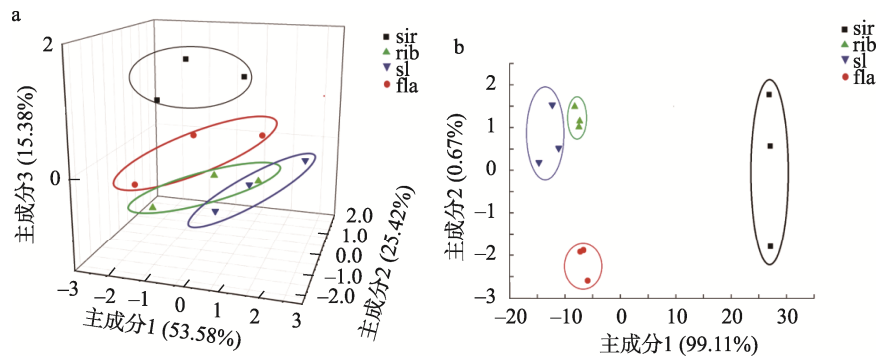 a
2
0
主成分3 (15.38%)
−3
−2
−1
0
1
2
3
主成分1 (53.58%)
2.0
1.0
0.0
−1.0
−2.0
主成分2 (25.42%)
sir
rib
sl
fla
b
2
1
0
−1
−2
−3
主成分2 (0.67%)
−20
−10
0
10
20
30
主成分1 (99.11%)
sir
rib
sl
fla